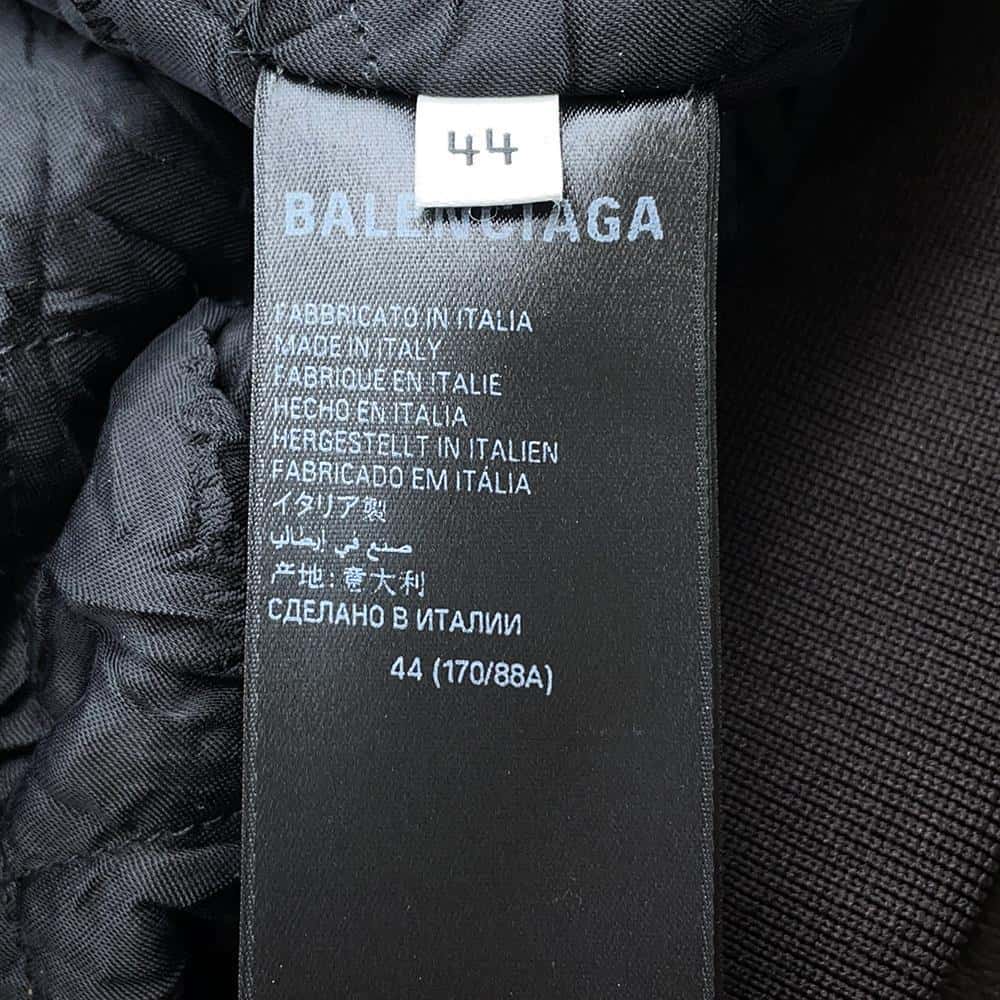 44
BALENCIAGA
FABBRICATO IN ITALIA
MADE IN ITALY
FABRIQUE EN ITALIE
HECHO EN ITALIA
HERGESTELLT IN ITALIEN
FABRICADO EM ITÁLIA
イタリア製
صنع في إيطاليا
产地: 意大利
СДЕЛАНО В ИТАЛИИ
44 (170/88A)